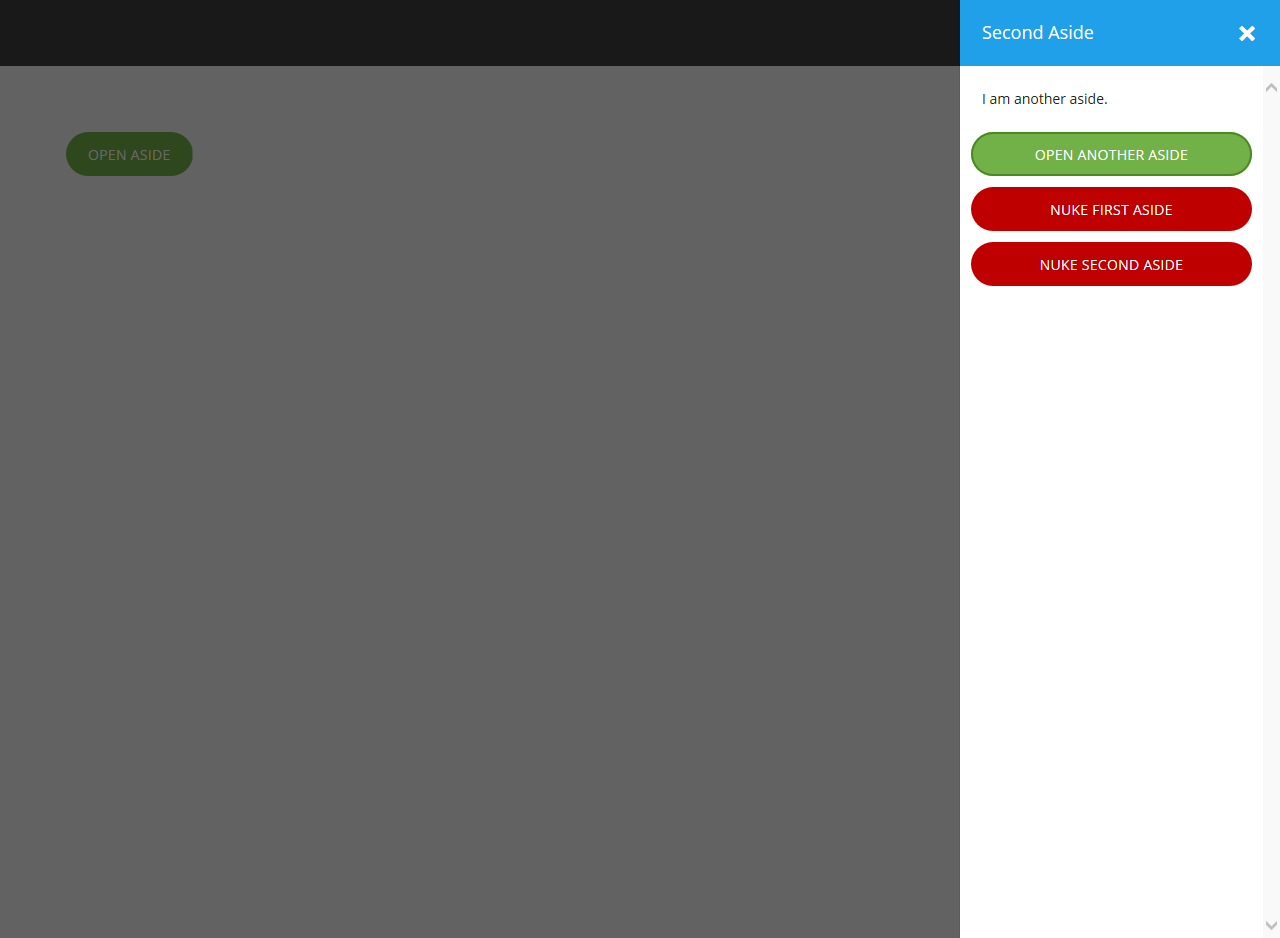 Second Aside
I am another aside.
OPEN ASIDE
OPEN ANOTHER ASIDE
NUKE FIRST ASIDE
NUKE SECOND ASIDE